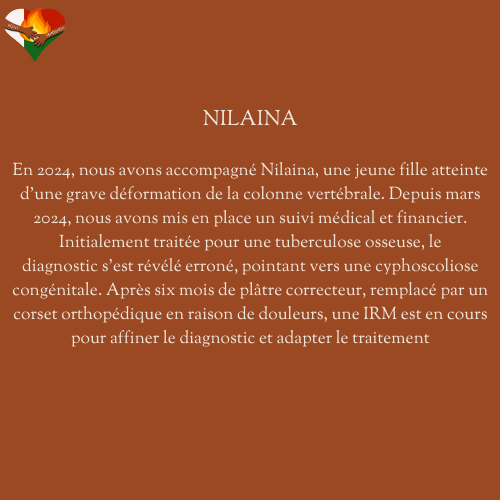 NILAINA
En 2024, nous avons accompagné Nilaina, une jeune fille atteinte
d'une grave déformation de la colonne vertébrale. Depuis mars
2024, nous avons mis en place un suivi médical et financier.
Initialement traitée pour une tuberculose osseuse, le
diagnostic s'est révélé erroné, pointant vers une cyphoscoliose
congénitale. Après six mois de plâtre correcteur, remplacé par un
corset orthopédique en raison de douleurs, une IRM est en cours
pour affiner le diagnostic et adapter le traitement